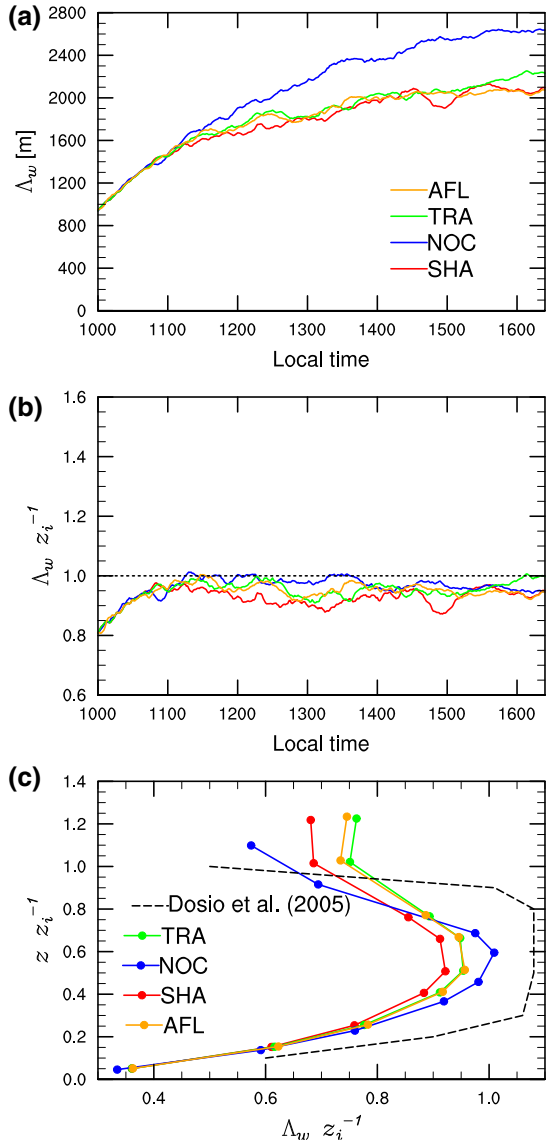 (a)
2800
2400
2000
1600
1200
800
400
0
Λw [m]
AFL
TRA
NOC
SHA
1000 1100 1200 1300 1400 1500 1600
Local time
(b)
1.6
1.4
1.2
1.0
0.8
0.6
Λw zi⁻¹
1000 1100 1200 1300 1400 1500 1600
Local time
(c)
1.4
1.2
1.0
0.8
0.6
0.4
0.2
0.0
z zi⁻¹
Dosio et al. (2005)
TRA
NOC
SHA
AFL
0.4 0.6 0.8 1.0
Λw zi⁻¹